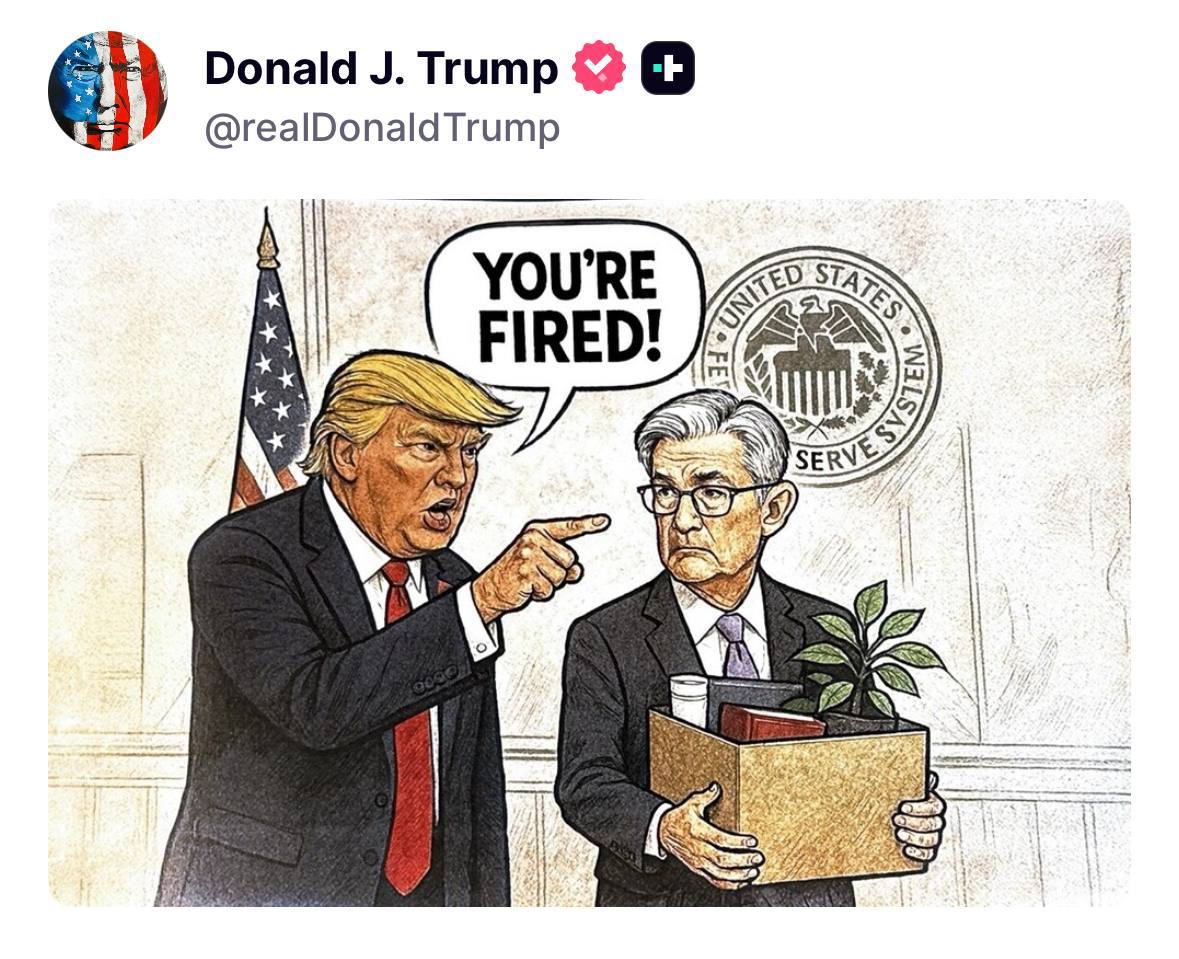 Donald J. Trump
@realDonaldTrump
YOU'RE
FIRED!
UNITED STATES
SERVE SYSTEM